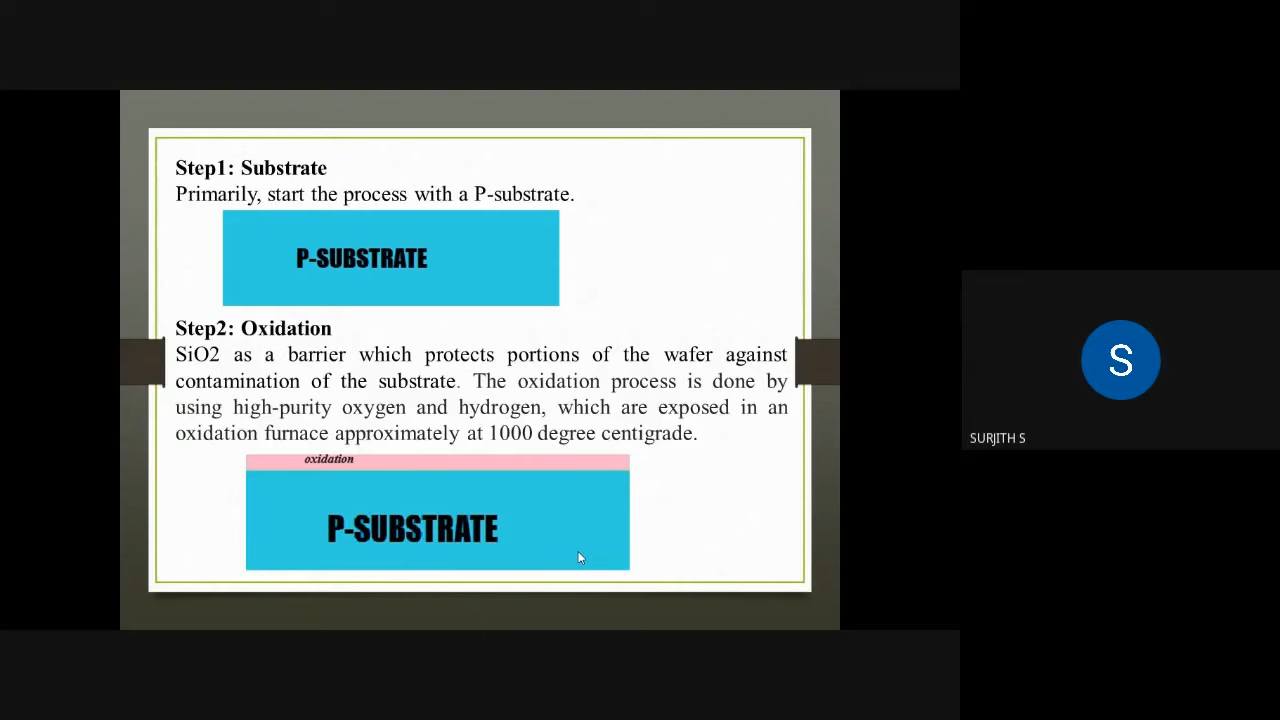 Step1: Substrate
Primarily, start the process with a P-substrate.
P-SUBSTRATE
Step2: Oxidation
SiO2 as a barrier which protects portions of the wafer against
contamination of the substrate. The oxidation process is done by
using high-purity oxygen and hydrogen, which are exposed in an
oxidation furnace approximately at 1000 degree centigrade.
oxidation
P-SUBSTRATE
S
SURJITH S